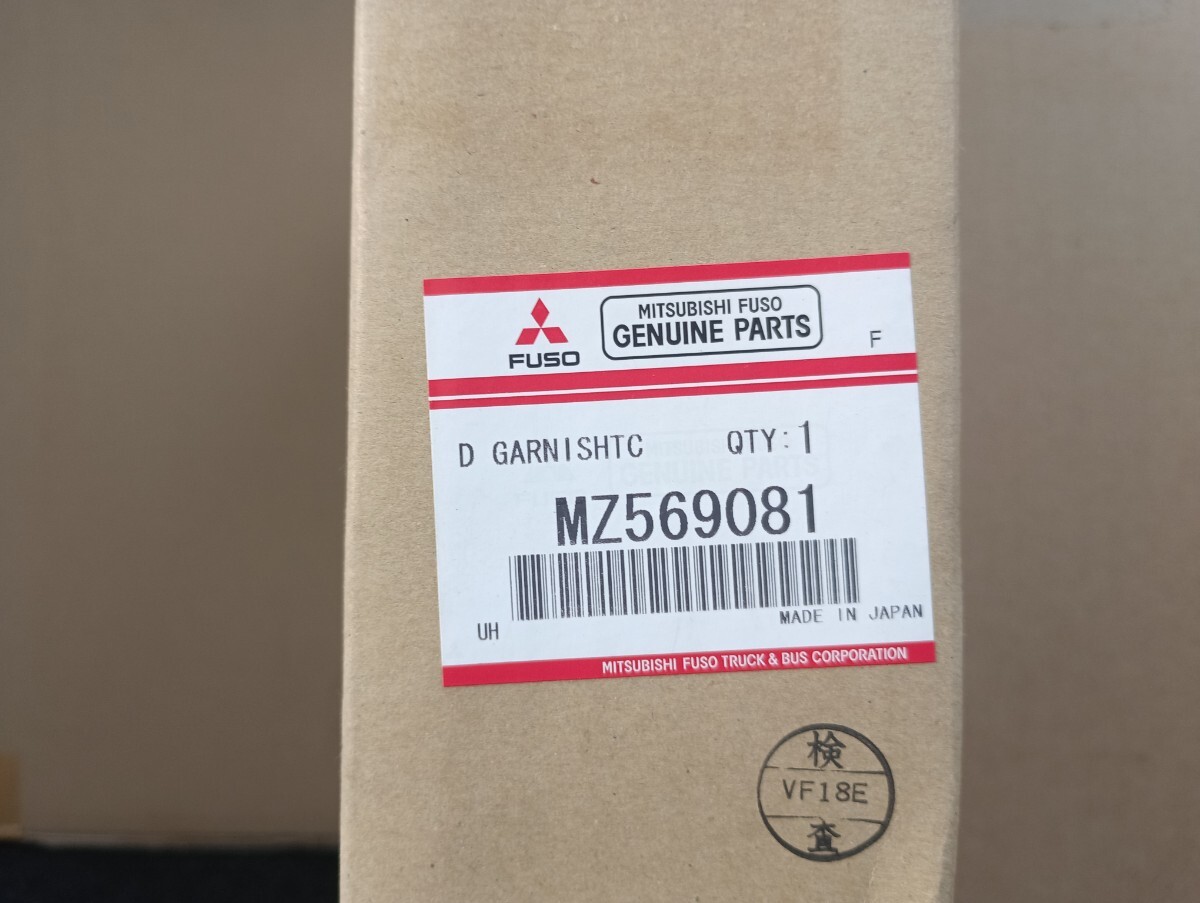 FUSO
MITSUBISHI FUSO
GENUINE PARTS
F
D GARNISHTC QTY:1
MZ569081
UH
MADE IN JAPAN
MITSUBISHI FUSO TRUCK & BUS CORPORATION
検
VF18E
査